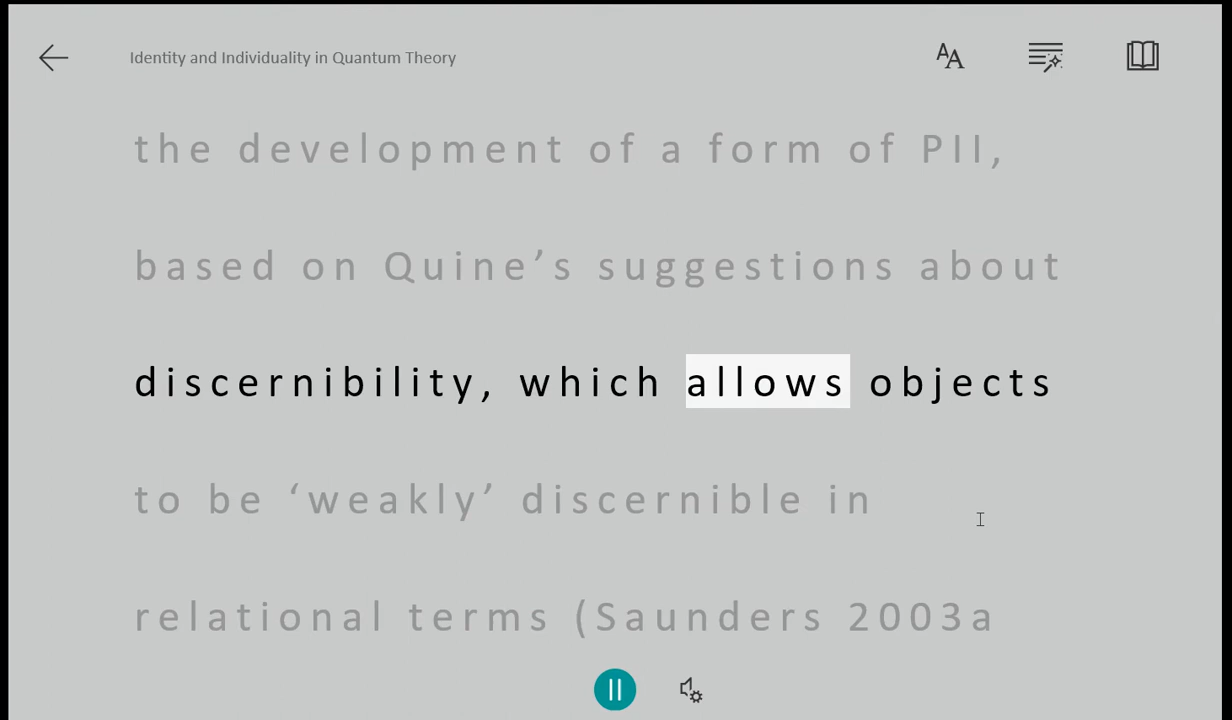 Identity and Individuality in Quantum Theory
the development of a form of PII,
based on Quine’s suggestions about
discernibility, which allows objects
to be ‘weakly’ discernible in
relational terms (Saunders 2003a